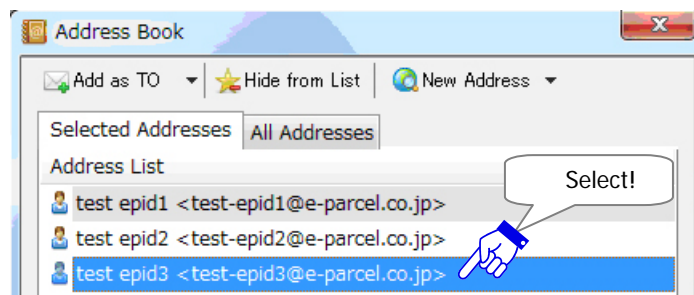 Address Book
Add as TO Hide from List New Address
Selected Addresses All Addresses
Address List
Select!
test epid1 <test-epid1@e-parcel.co.jp>
test epid2 <test-epid2@e-parcel.co.jp>
test epid3 <test-epid3@e-parcel.co.jp>